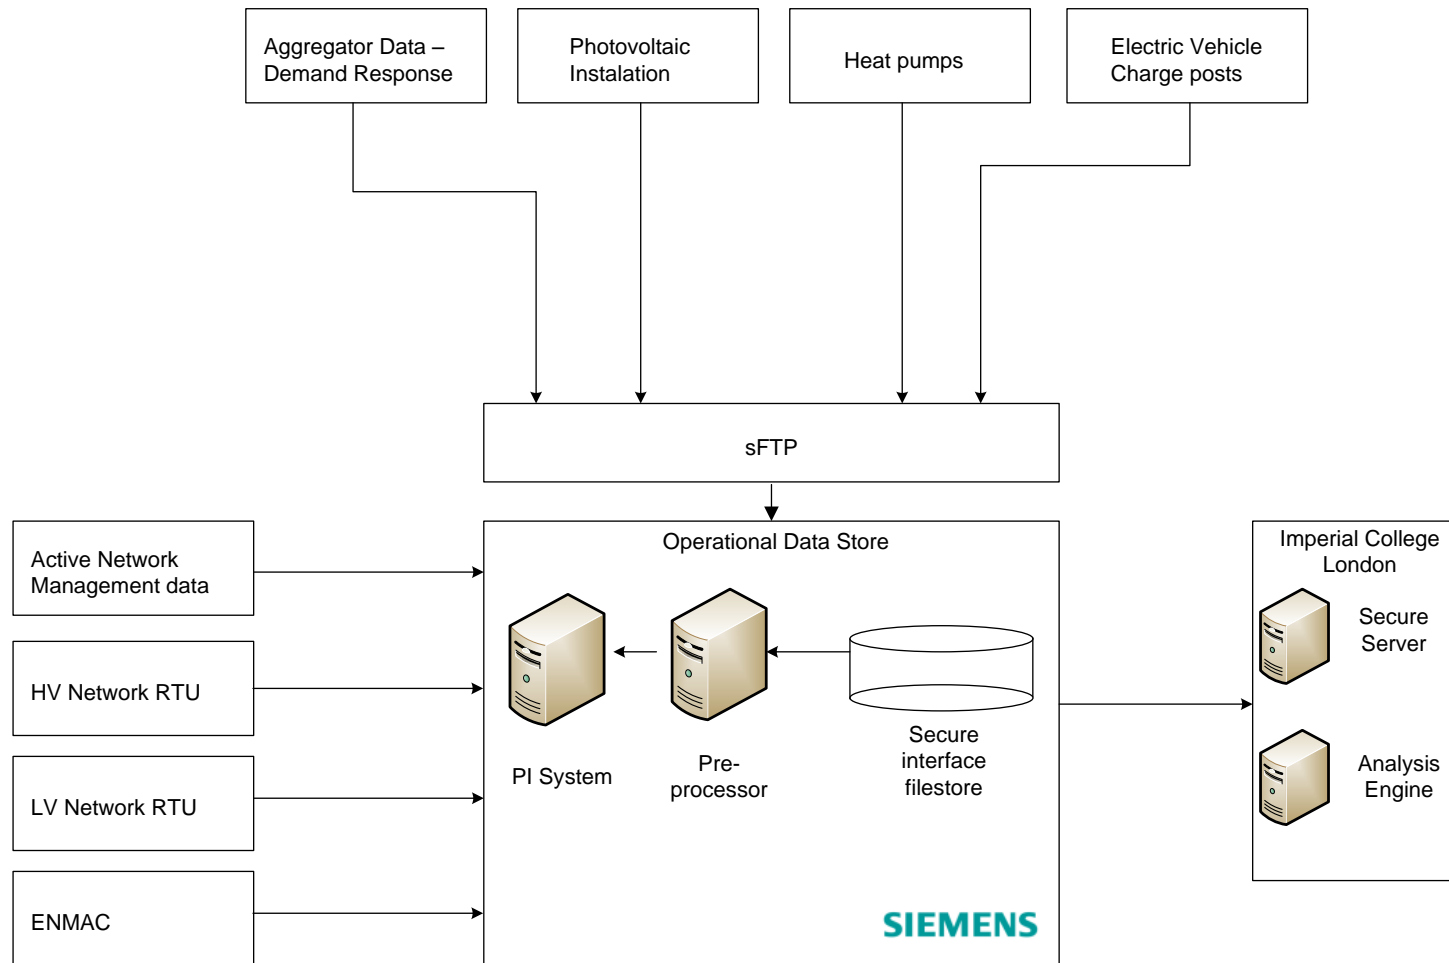 Aggregator Data –
Demand Response
Photovoltaic
Instalation
Heat pumps
Electric Vehicle
Charge posts
sFTP
Active Network
Management data
HV Network RTU
LV Network RTU
ENMAC
Operational Data Store
PI System
Pre-
processor
Secure
interface
filestore
SIEMENS
Imperial College
London
Secure
Server
Analysis
Engine